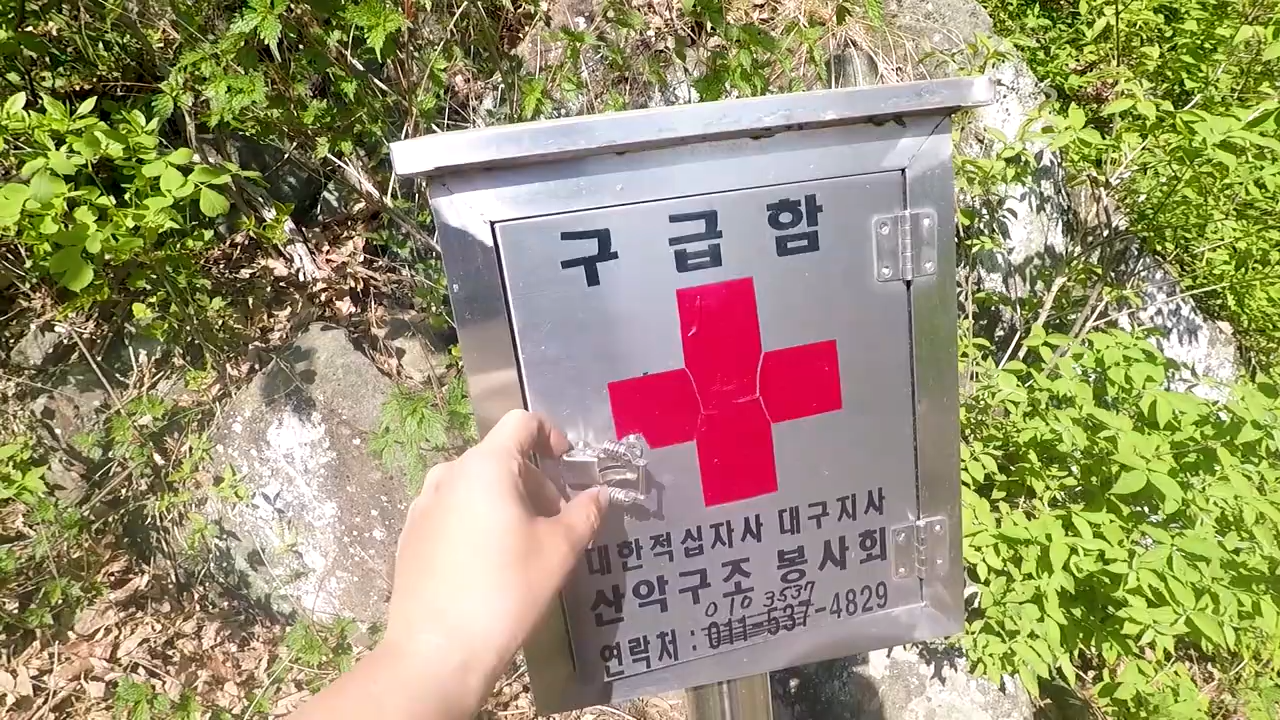 구급함
대한적십자사 대구지사
산악구조 봉사회
010 3537
연락처 : 011-537-4829